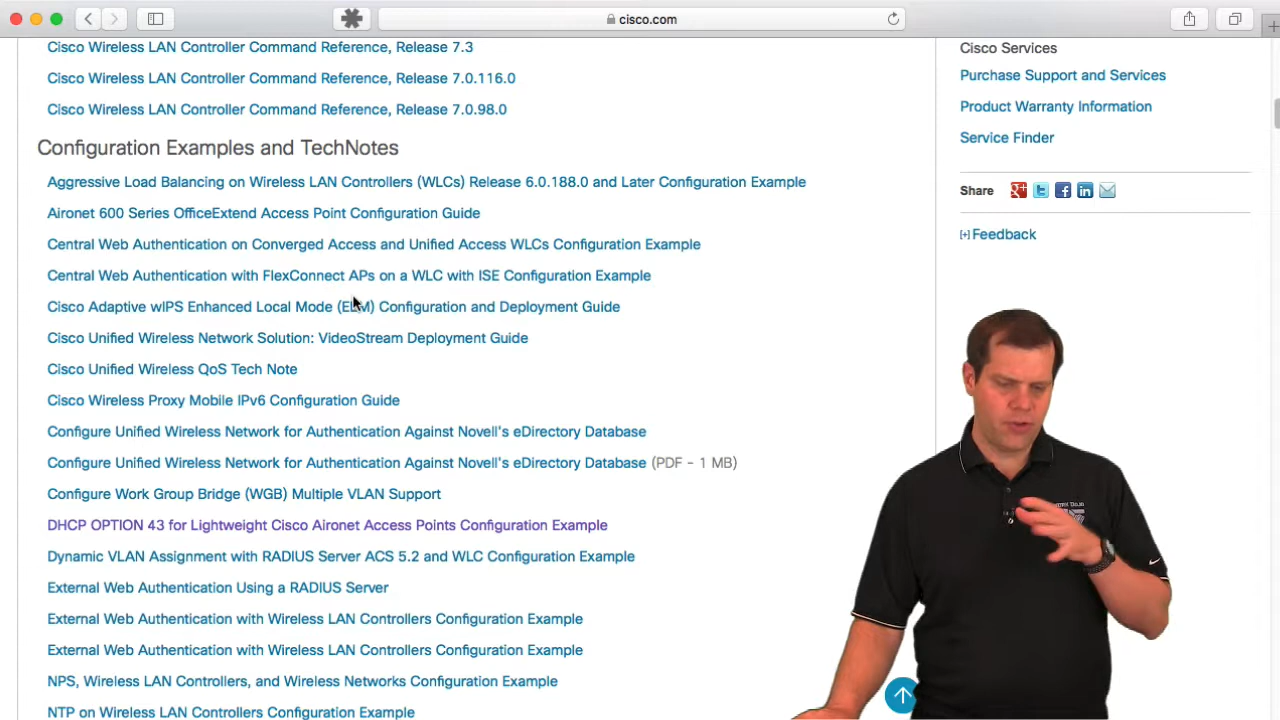 cisco.com
Cisco Wireless LAN Controller Command Reference, Release 7.3
Cisco Wireless LAN Controller Command Reference, Release 7.0.116.0
Cisco Wireless LAN Controller Command Reference, Release 7.0.98.0
Configuration Examples and TechNotes
Aggressive Load Balancing on Wireless LAN Controllers (WLCs) Release 6.0.188.0 and Later Configuration Example
Aironet 600 Series OfficeExtend Access Point Configuration Guide
Central Web Authentication on Converged Access and Unified Access WLCs Configuration Example
Central Web Authentication with FlexConnect APs on a WLC with ISE Configuration Example
Cisco Adaptive wIPS Enhanced Local Mode (ELM) Configuration and Deployment Guide
Cisco Unified Wireless Network Solution: VideoStream Deployment Guide
Cisco Unified Wireless QoS Tech Note
Cisco Wireless Proxy Mobile IPv6 Configuration Guide
Configure Unified Wireless Network for Authentication Against Novell's eDirectory Database
Configure Unified Wireless Network for Authentication Against Novell's eDirectory Database (PDF - 1 MB)
Configure Work Group Bridge (WGB) Multiple VLAN Support
DHCP OPTION 43 for Lightweight Cisco Aironet Access Points Configuration Example
Dynamic VLAN Assignment with RADIUS Server ACS 5.2 and WLC Configuration Example
External Web Authentication Using a RADIUS Server
External Web Authentication with Wireless LAN Controllers Configuration Example
External Web Authentication with Wireless LAN Controllers Configuration Example
NPS, Wireless LAN Controllers, and Wireless Networks Configuration Example
NTP on Wireless LAN Controllers Configuration Example
Cisco Services
Purchase Support and Services
Product Warranty Information
Service Finder
Share
[+] Feedback